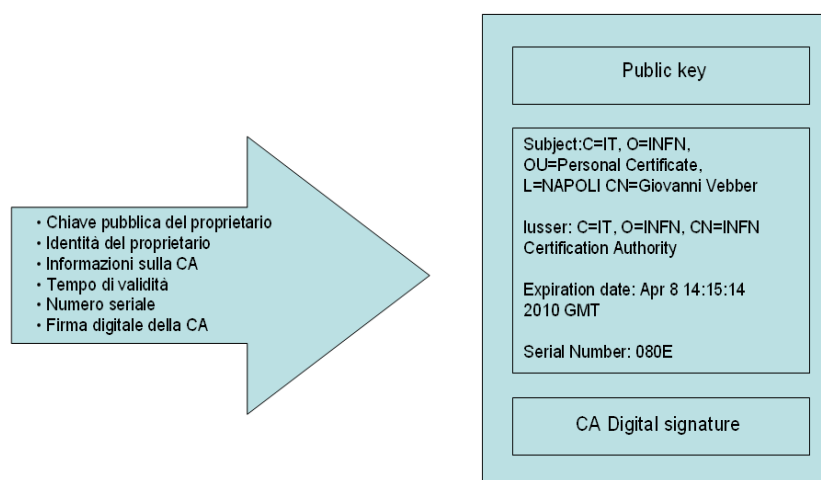 • Chiave pubblica del proprietario
• Identità del proprietario
• Informazioni sulla CA
• Tempo di validità
• Numero seriale
• Firma digitale della CA
Public key
Subject:C=IT, O=INFN,
OU=Personal Certificate,
L=NAPOLI CN=Giovanni Vebber
Iusser: C=IT, O=INFN, CN=INFN
Certification Authority
Expiration date: Apr 8 14:15:14
2010 GMT
Serial Number: 080E
CA Digital signature